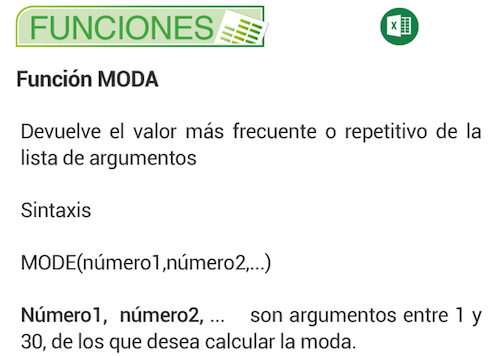 FUNCIONES
Función MODA
Devuelve el valor más frecuente o repetitivo de la
lista de argumentos
Sintaxis
MODE(número1,número2,...)
Número1, número2, ... son argumentos entre 1 y
30, de los que desea calcular la moda.